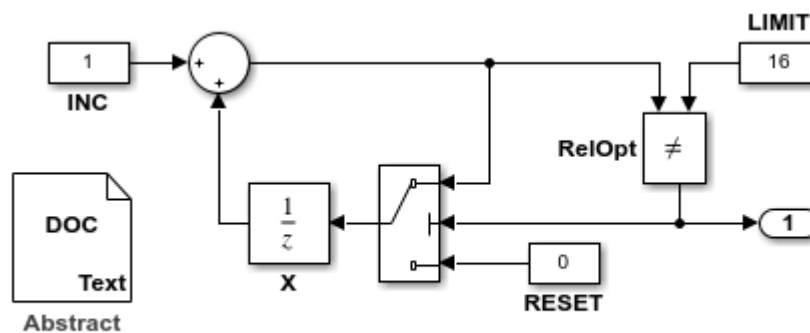 LIMIT
1
+
+
16
INC
RelOpt
≠
DOC
Text
1
z
1
0
X
RESET
Abstract